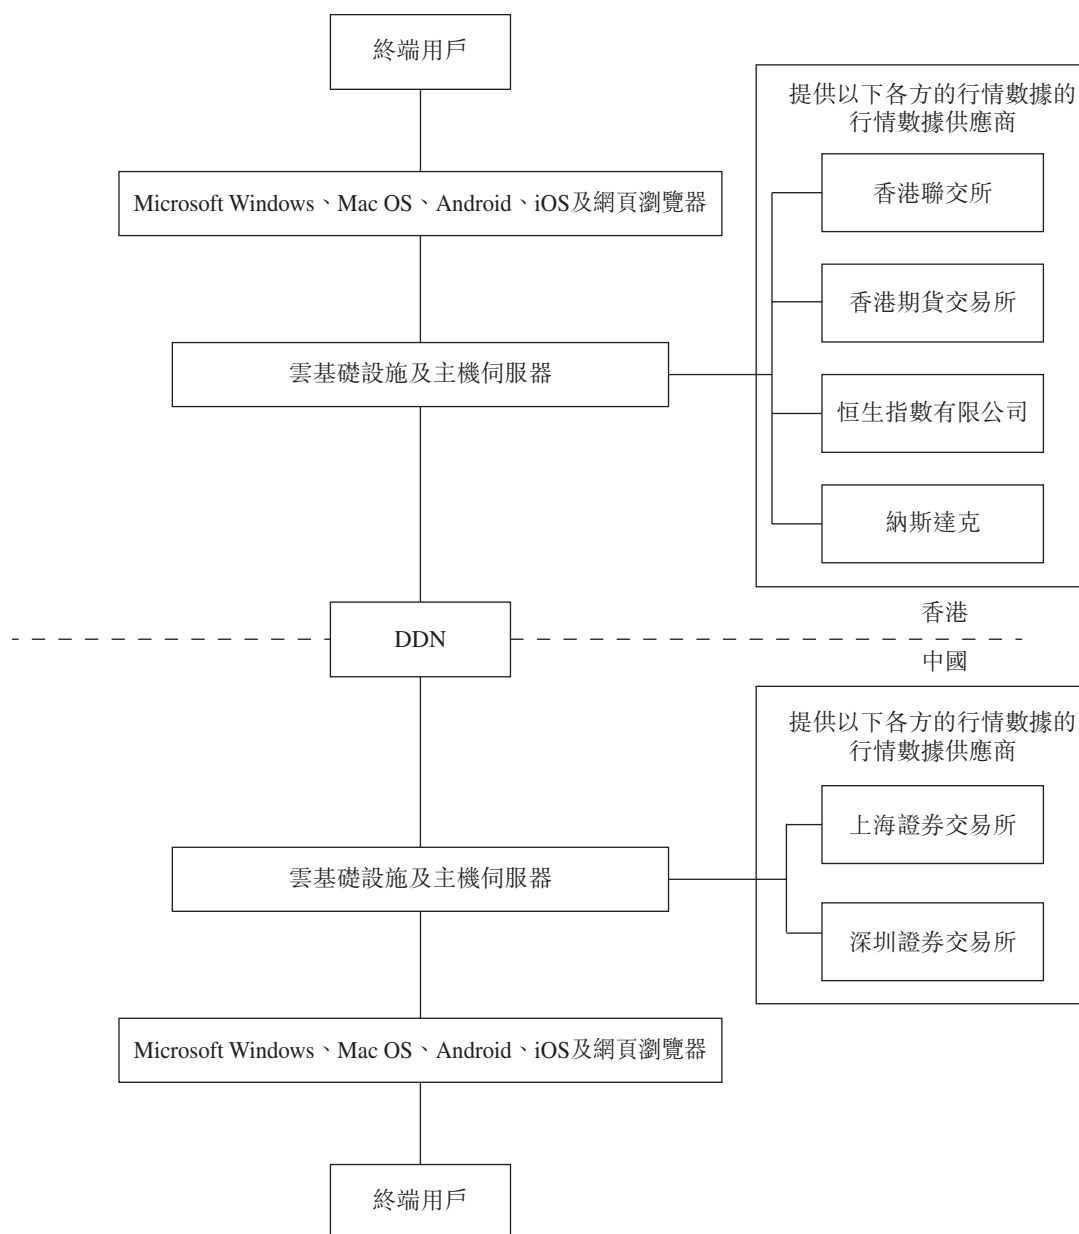 終端用戶
提供以下各方的行情數據的
行情數據供應商
Microsoft Windows、Mac OS、Android、iOS及網頁瀏覽器
香港聯交所
香港期貨交易所
雲基礎設施及主機伺服器
恒生指數有限公司
納斯達克
香港
DDN
中國
提供以下各方的行情數據的
行情數據供應商
上海證券交易所
雲基礎設施及主機伺服器
深圳證券交易所
Microsoft Windows、Mac OS、Android、iOS及網頁瀏覽器
終端用戶